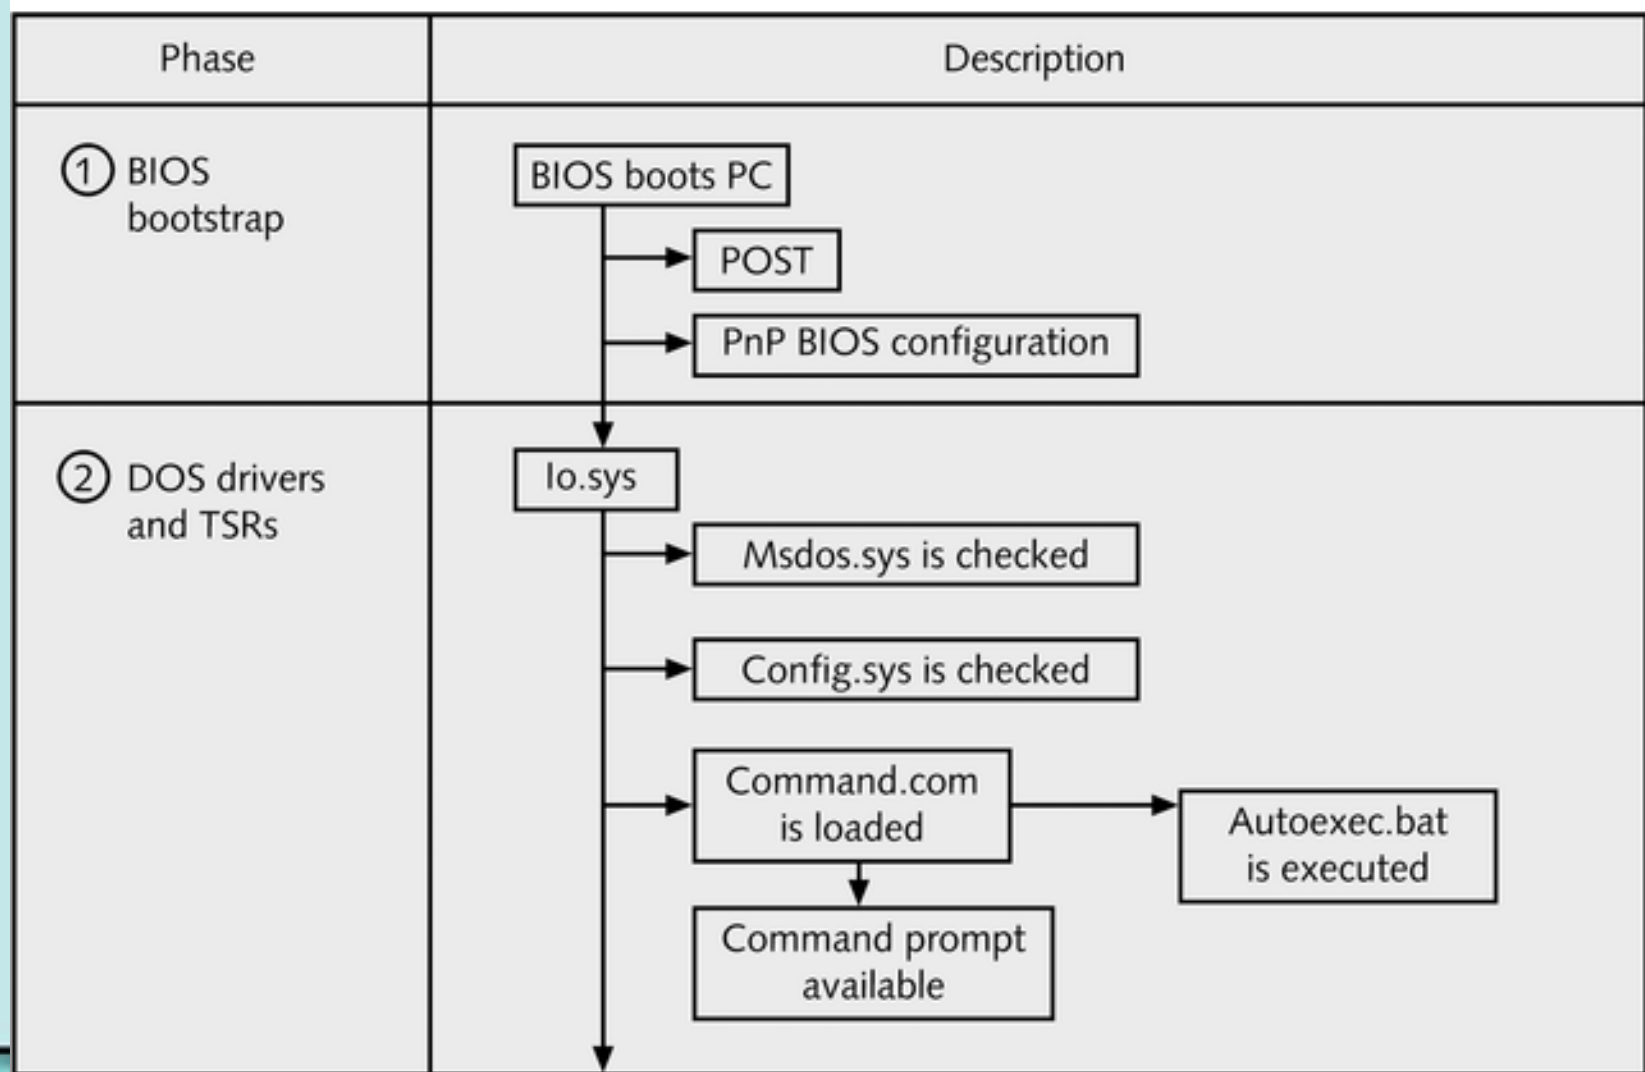 Phase
Description
1 BIOS
bootstrap
BIOS boots PC
POST
PnP BIOS configuration
2 DOS drivers
and TSRs
Io.sys
Msdos.sys is checked
Config.sys is checked
Command.com
is loaded
Autoexec.bat
is executed
Command prompt
available